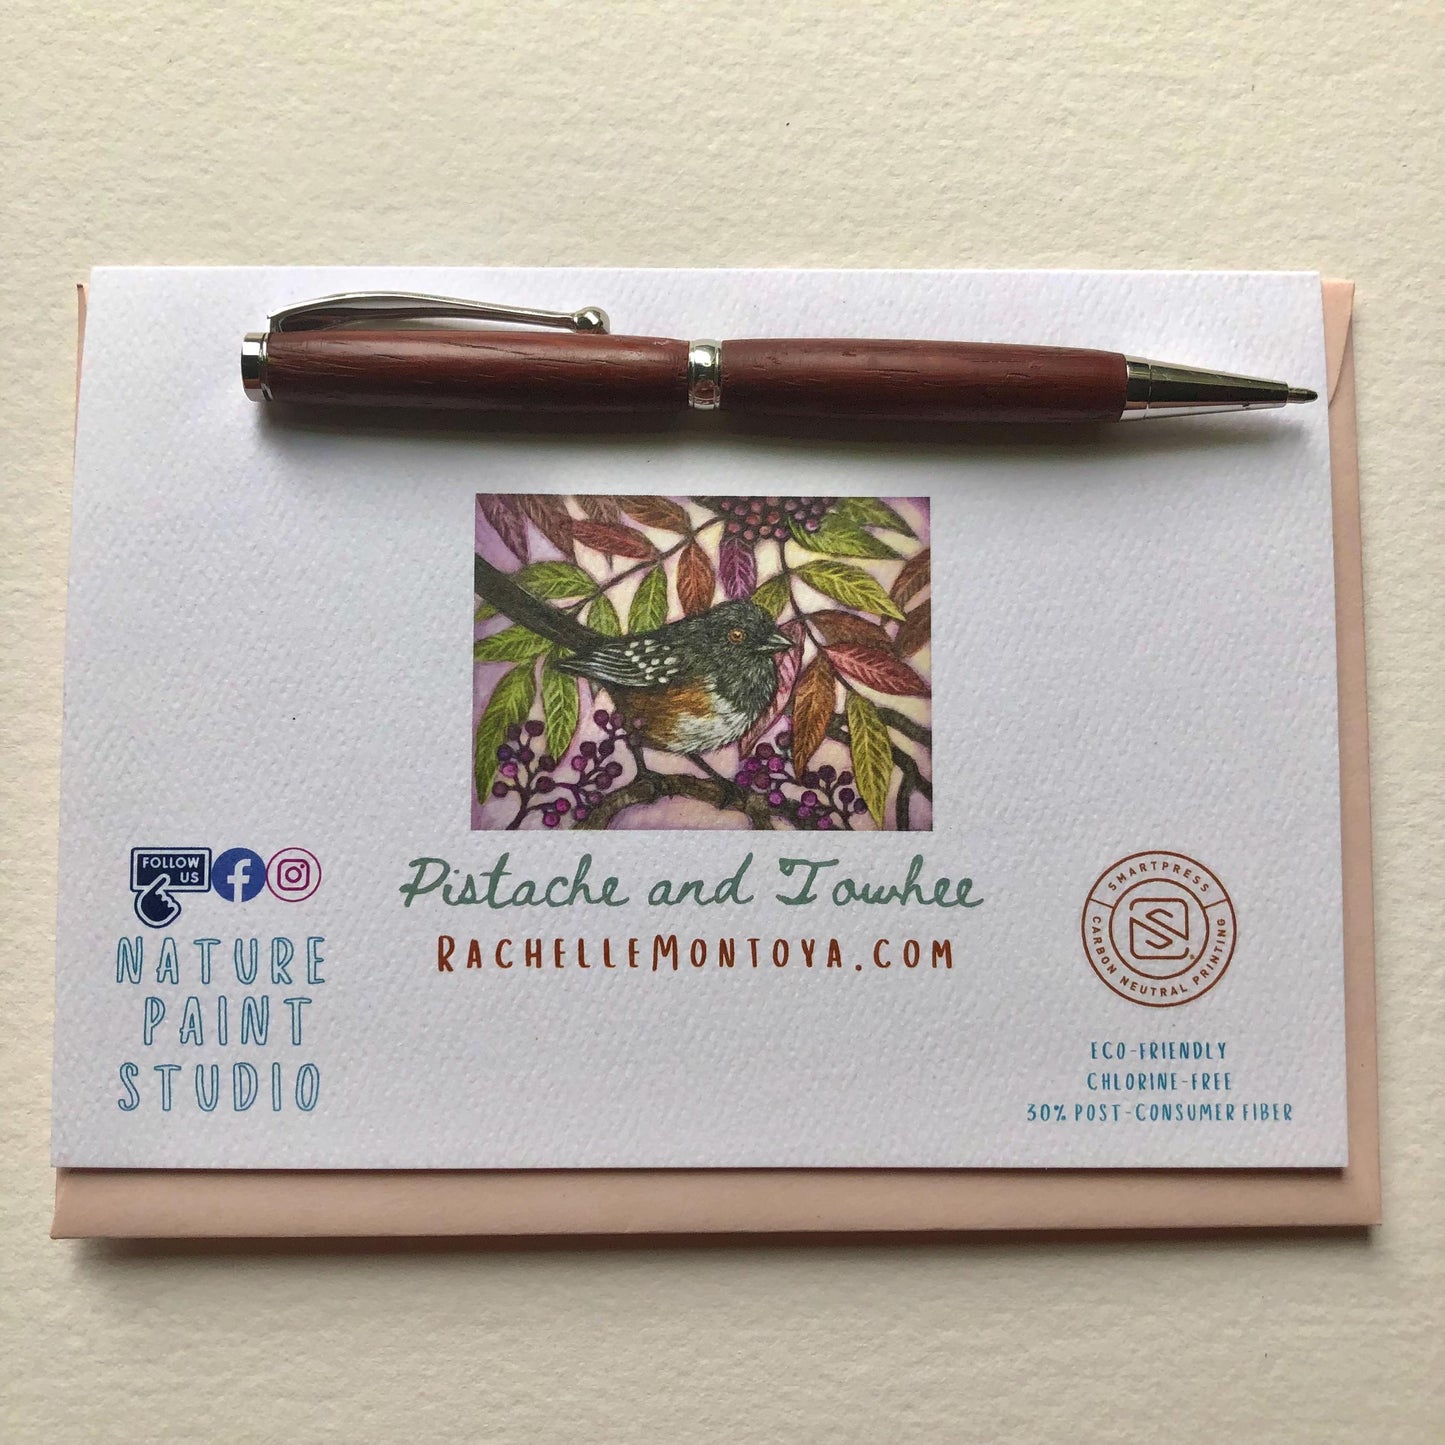 FOLLOW
US
NATURE
PAINT
STUDIO
Pistache and Towhee
RACHELLEMONTOYA.COM
SMARTPRESS
CARBON NEUTRAL PRINTING
ECO-FRIENDLY
CHLORINE-FREE
30% POST-CONSUMER FIBER